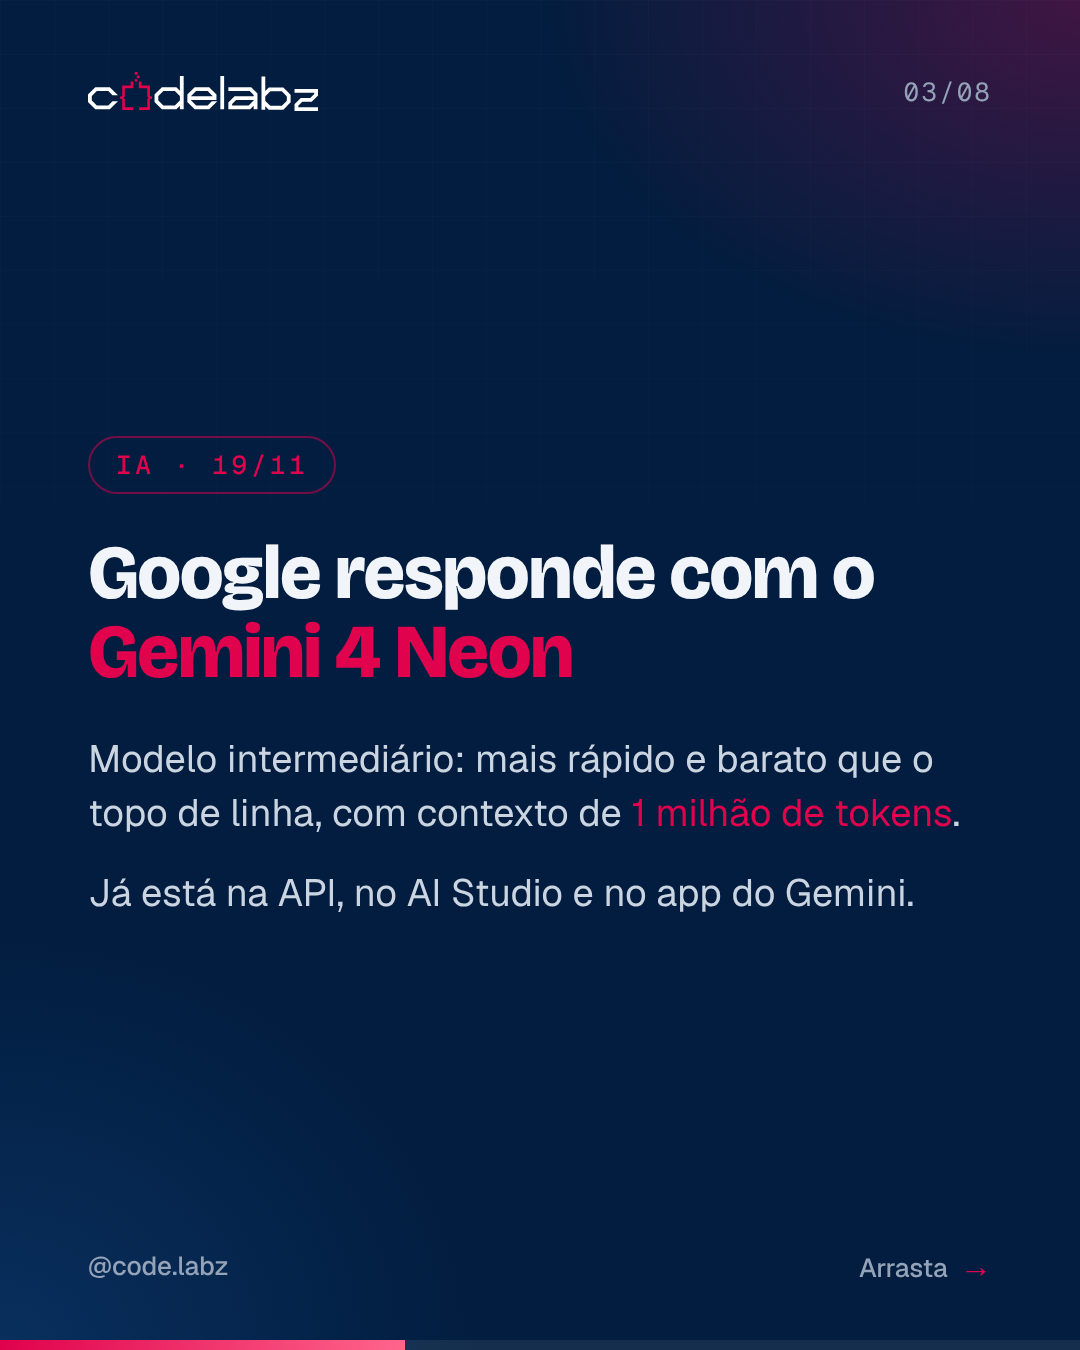 codelabz
03/08
IA · 19/11
Google responde com o
Gemini 4 Neon
Modelo intermediário: mais rápido e barato que o
topo de linha, com contexto de 1 milhão de tokens.
Já está na API, no AI Studio e no app do Gemini.
@code.labz
Arrasta →